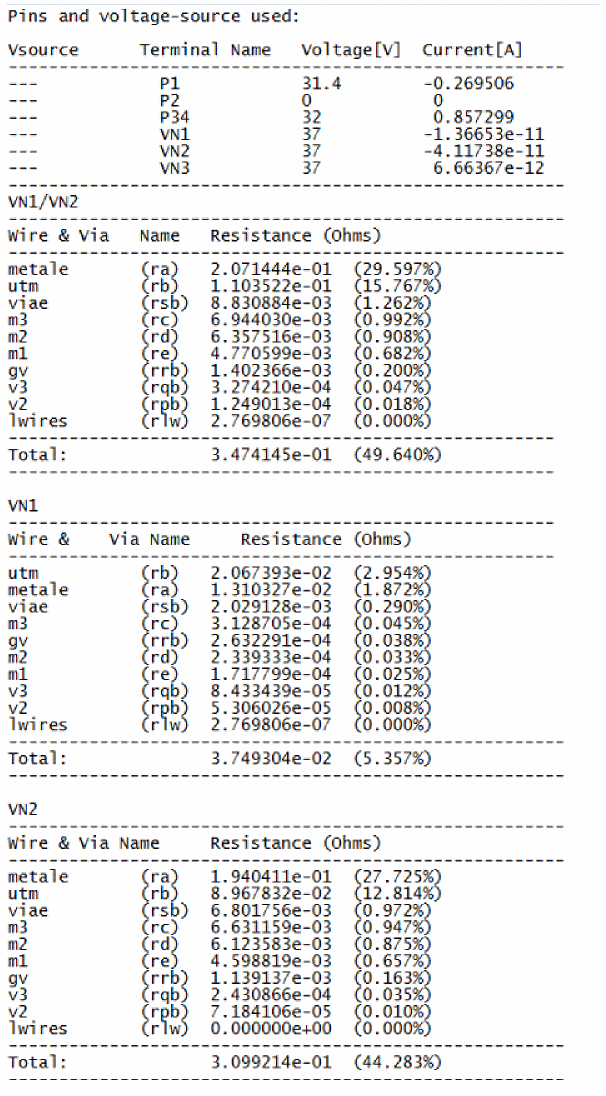 Pins and voltage-source used:
Vsource Terminal Name Voltage[V] Current[A]
--- P1 31.4 -0.269506
--- P2 0 0
--- P34 32 0.857299
--- VN1 37 -1.36653e-11
--- VN2 37 -4.11738e-11
--- VN3 37 6.66367e-12
VN1/VN2
Wire & Via Name Resistance (Ohms)
metale (ra) 2.071444e-01 (29.597%)
utm (rb) 1.103522e-01 (15.767%)
viae (rsb) 8.830884e-03 (1.262%)
m3 (rc) 6.944030e-03 (0.992%)
m2 (rd) 6.357516e-03 (0.908%)
m1 (re) 4.770599e-03 (0.682%)
gv (rrb) 1.402366e-03 (0.200%)
v3 (rqb) 3.274210e-04 (0.047%)
v2 (rpb) 1.249013e-04 (0.018%)
lwires (rlw) 2.769806e-07 (0.000%)
Total: 3.474145e-01 (49.640%)
VN1
Wire & Via Name Resistance (Ohms)
utm (rb) 2.067393e-02 (2.954%)
metale (ra) 1.310327e-02 (1.872%)
viae (rsb) 2.029128e-03 (0.290%)
m3 (rc) 3.128705e-04 (0.045%)
gv (rrb) 2.632291e-04 (0.038%)
m2 (rd) 2.339333e-04 (0.033%)
m1 (re) 1.717799e-04 (0.025%)
v3 (rqb) 8.433439e-05 (0.012%)
v2 (rpb) 5.306026e-05 (0.008%)
lwires (rlw) 2.769806e-07 (0.000%)
Total: 3.749304e-02 (5.357%)
VN2
Wire & Via Name Resistance (Ohms)
metale (ra) 1.940411e-01 (27.725%)
utm (rb) 8.967832e-02 (12.814%)
viae (rsb) 6.801756e-03 (0.972%)
m3 (rc) 6.631159e-03 (0.947%)
m2 (rd) 6.123583e-03 (0.875%)
m1 (re) 4.598819e-03 (0.657%)
gv (rrb) 1.139137e-03 (0.163%)
v3 (rqb) 2.430866e-04 (0.035%)
v2 (rpb) 7.184106e-05 (0.010%)
lwires (rlw) 0.000000e+00 (0.000%)
Total: 3.099214e-01 (44.283%)